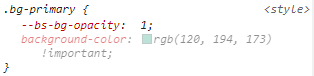 .bg-primary { <style>
--bs-bg-opacity: 1;
background-color: rgb(120, 194, 173)
!important;
}